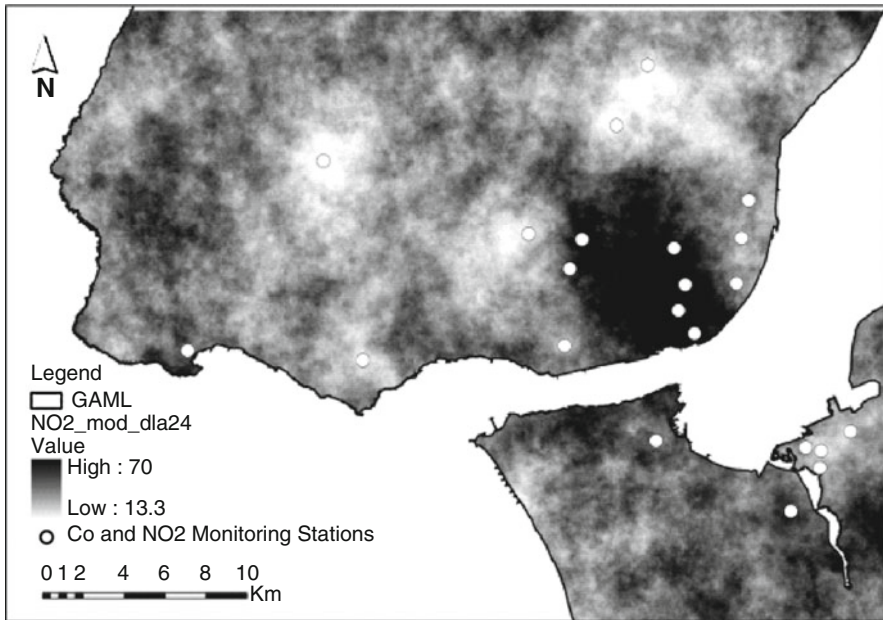 N
Legend
GAML
NO2_mod_dla24
Value
High : 70
Low : 13.3
Co and NO2 Monitoring Stations
0 1 2 4 6 8 10
Km